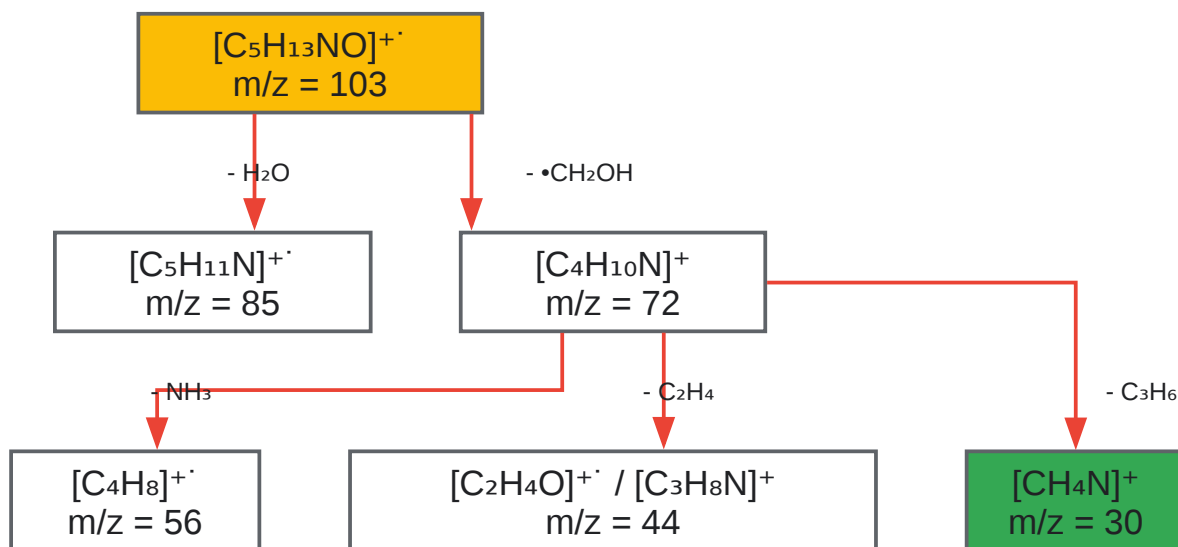 [C₅H₁₃NO]⁺˙
m/z = 103
- H₂O
- •CH₂OH
[C₅H₁₁N]⁺˙
m/z = 85
[C₄H₁₀N]⁺
m/z = 72
- NH₃
- C₂H₄
- C₃H₆
[C₄H₈]⁺˙
m/z = 56
[C₂H₄O]⁺˙ / [C₃H₈N]⁺
m/z = 44
[CH₄N]⁺
m/z = 30